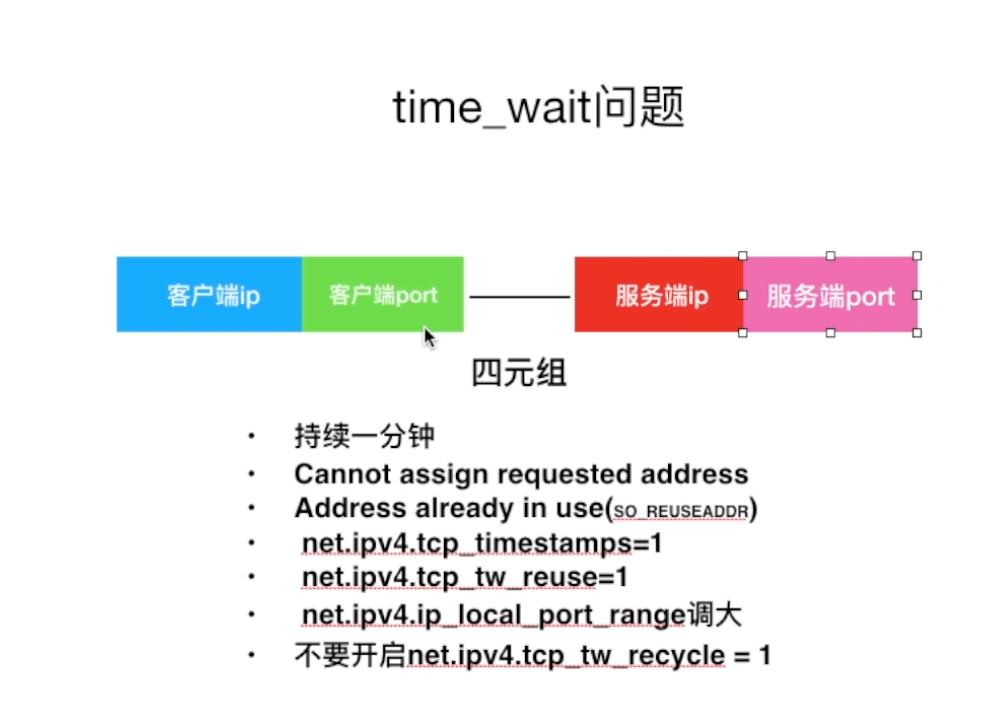 time_wait问题
客户端ip 客户端port 服务端ip 服务端port
四元组
• 持续一分钟
• Cannot assign requested address
• Address already in use(SO_REUSEADDR)
• net.ipv4.tcp_timestamps=1
• net.ipv4.tcp_tw_reuse=1
• net.ipv4.ip_local_port_range调大
• 不要开启net.ipv4.tcp_tw_recycle = 1